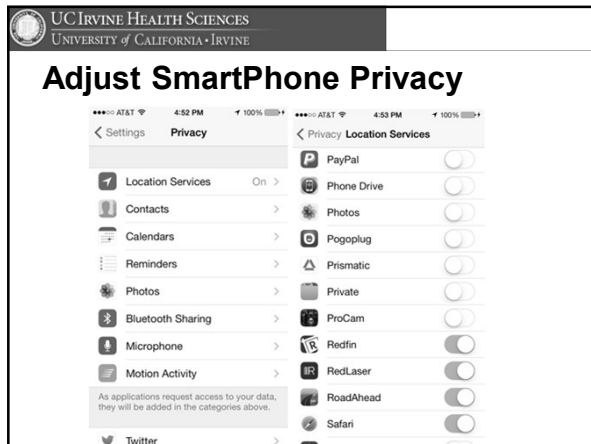 UC IRVINE HEALTH SCIENCES
UNIVERSITY of CALIFORNIA • IRVINE
Adjust SmartPhone Privacy
AT&T 4:52 PM 100%
Settings Privacy
Location Services On
Contacts
Calendars
Reminders
Photos
Bluetooth Sharing
Microphone
Motion Activity
As applications request access to your data,
they will be added in the categories above.
Twitter
AT&T 4:53 PM 100%
Privacy Location Services
PayPal
Phone Drive
Photos
Pogoplug
Prismatic
Private
ProCam
Redfin
RedLaser
RoadAhead
Safari